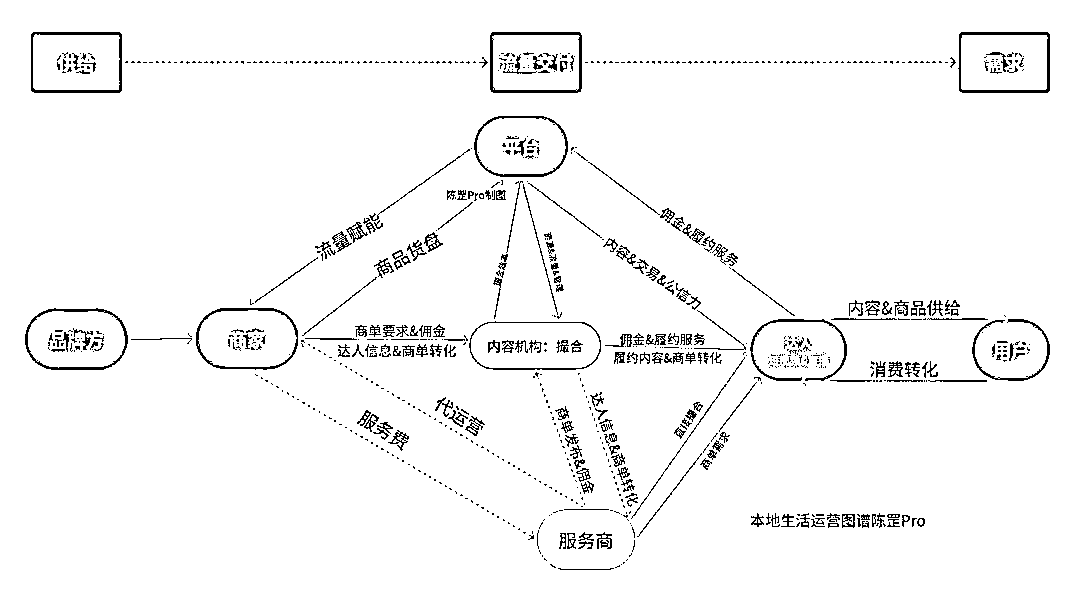 供给
流量交付
需求
平台
陈罡Pro制图
流量赋能
商品货盘
佣金&履约服务
内容&交易&公信力
品牌方
商家
商单要求&佣金
达人信息&商单转化
内容机构：撮合
佣金&履约服务
履约内容&商单转化
达人
内容&商品供给
消费转化
用户
服务费
代运营
商单发布&佣金
达人信息&商单转化
直接撮合
商单需求
服务商
本地生活运营图谱陈罡Pro